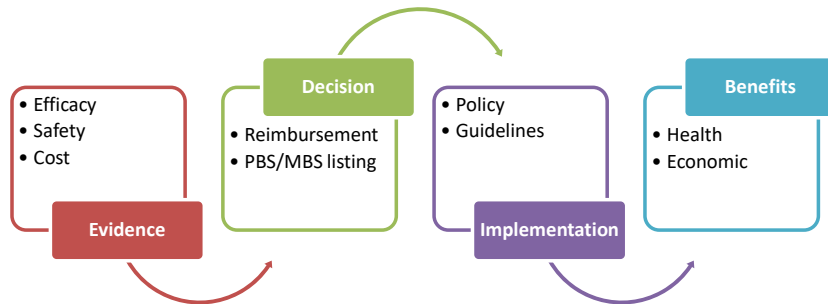 • Efficacy
• Safety
• Cost
Evidence
Decision
• Reimbursement
• PBS/MBS listing
• Policy
• Guidelines
Implementation
Benefits
• Health
• Economic